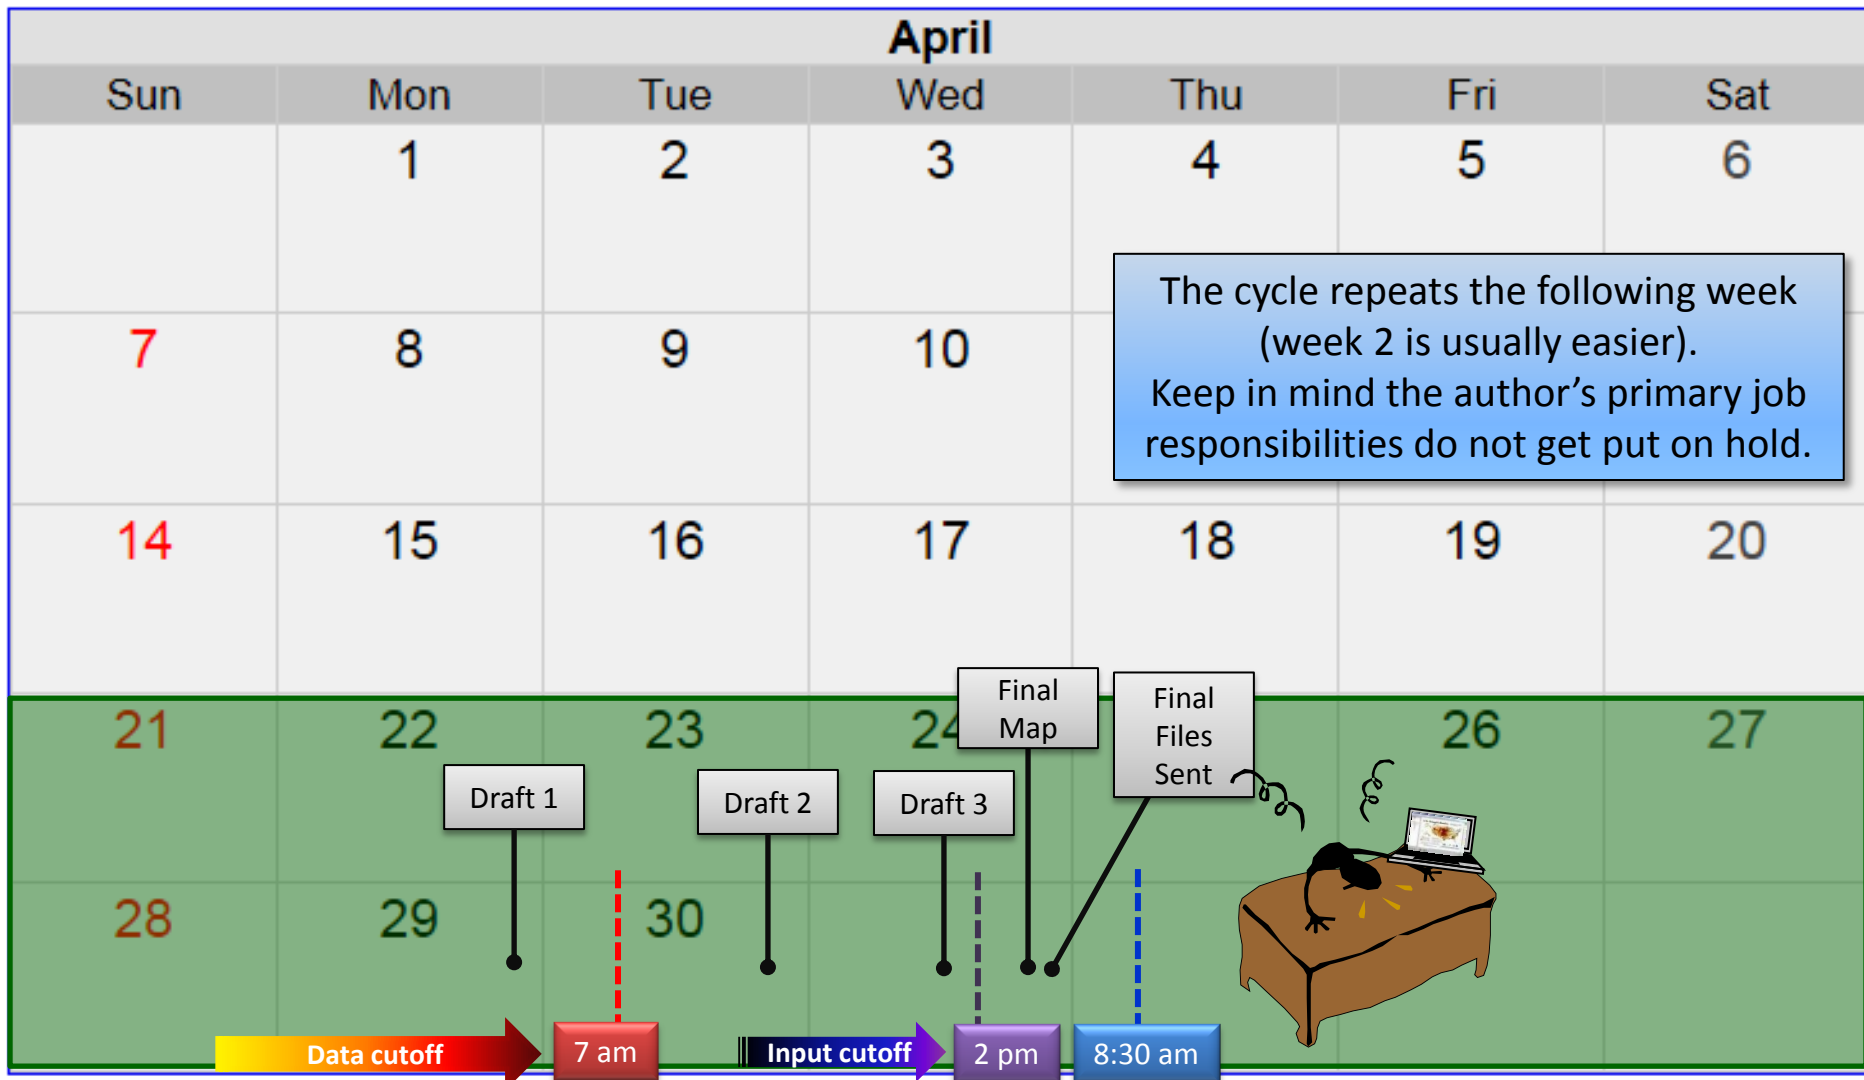 April
Sun Mon Tue Wed Thu Fri Sat
1 2 3 4 5 6
The cycle repeats the following week
(week 2 is usually easier).
Keep in mind the author's primary job
responsibilities do not get put on hold.
7 8 9 10
14 15 16 17 18 19 20
21 22 23 24 26 27
Final
Map
Final
Files
Sent
Draft 1
Draft 2
Draft 3
28 29 30
Data cutoff
7 am
Input cutoff
2 pm
8:30 am